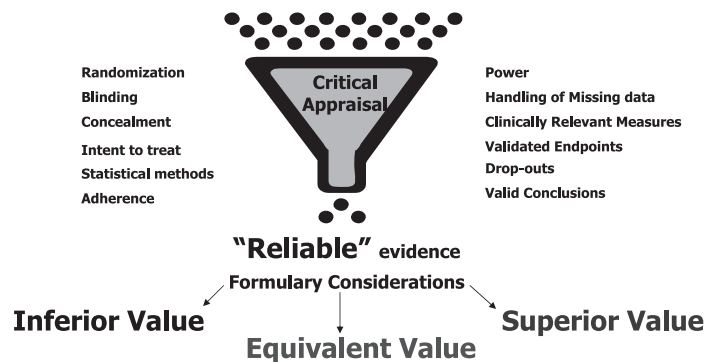 Randomization
Blinding
Concealment
Intent to treat
Statistical methods
Adherence
Critical
Appraisal
Power
Handling of Missing data
Clinically Relevant Measures
Validated Endpoints
Drop-outs
Valid Conclusions
“Reliable” evidence
Formulary Considerations
Inferior Value
Equivalent Value
Superior Value